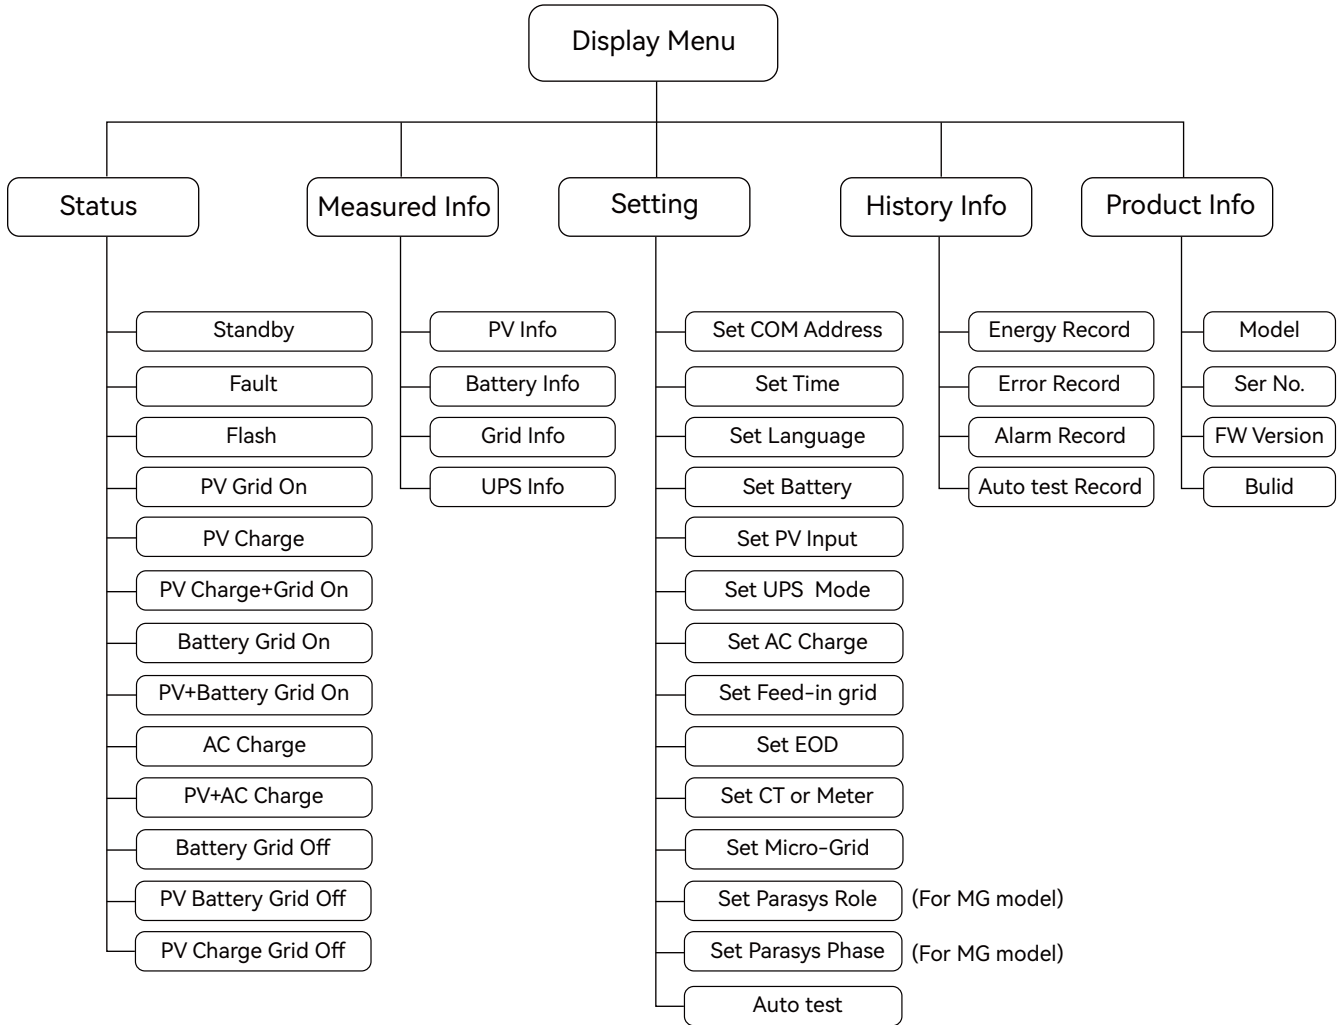 Display Menu
Status
Measured Info
Setting
History Info
Product Info
Standby
Fault
Flash
PV Grid On
PV Charge
PV Charge+Grid On
Battery Grid On
PV+Battery Grid On
AC Charge
PV+AC Charge
Battery Grid Off
PV Battery Grid Off
PV Charge Grid Off
PV Info
Battery Info
Grid Info
UPS Info
Set COM Address
Set Time
Set Language
Set Battery
Set PV Input
Set UPS Mode
Set AC Charge
Set Feed-in grid
Set EOD
Set CT or Meter
Set Micro-Grid
Set Parasys Role (For MG model)
Set Parasys Phase (For MG model)
Auto test
Energy Record
Error Record
Alarm Record
Auto test Record
Model
Ser No.
FW Version
Bulid